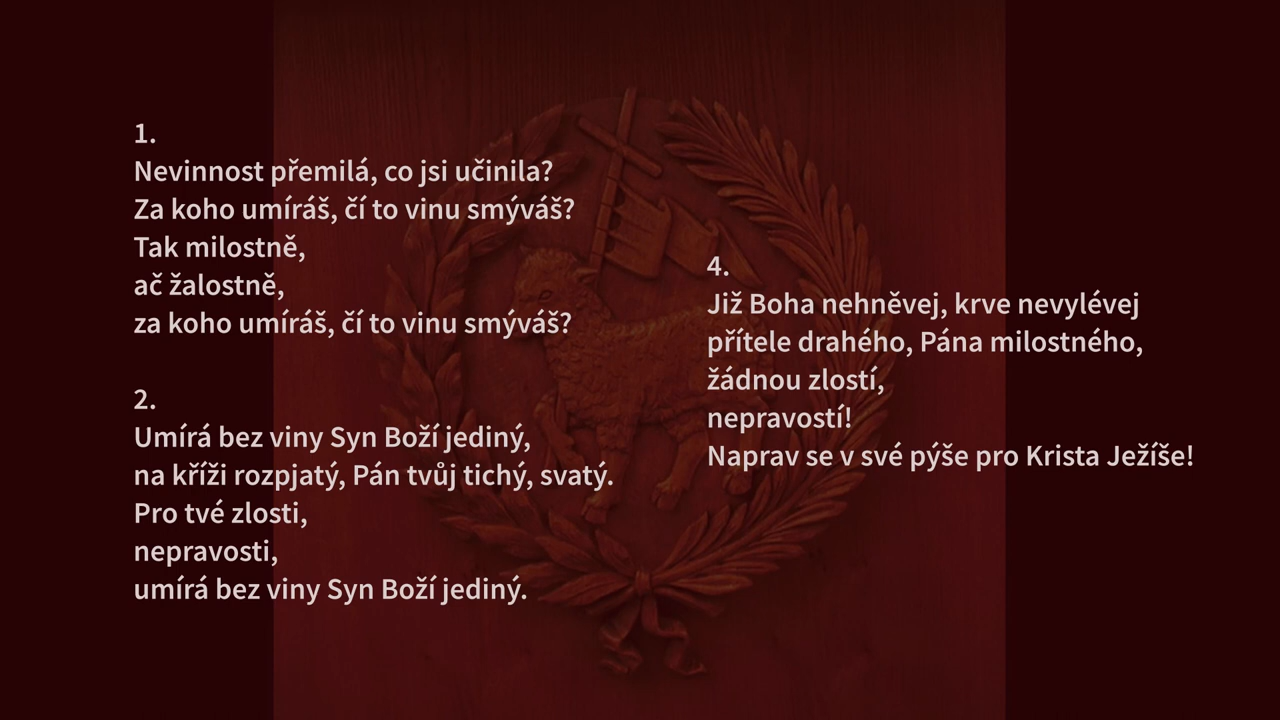 1.
Nevinnost přemilá, co jsi učinila?
Za koho umíráš, čí to vinu smýváš?
Tak milostně,
ač žalostně,
za koho umíráš, čí to vinu smýváš?
2.
Umírá bez viny Syn Boží jediný,
na kříži rozpjatý, Pán tvůj tichý, svatý.
Pro tvé zlosti,
nepravosti,
umírá bez viny Syn Boží jediný.
4.
Již Boha nehněvej, krve nevylévej
přítele drahého, Pána milostného,
žádnou zlostí,
nepravostí!
Naprav se v své pýše pro Krista Ježíše!